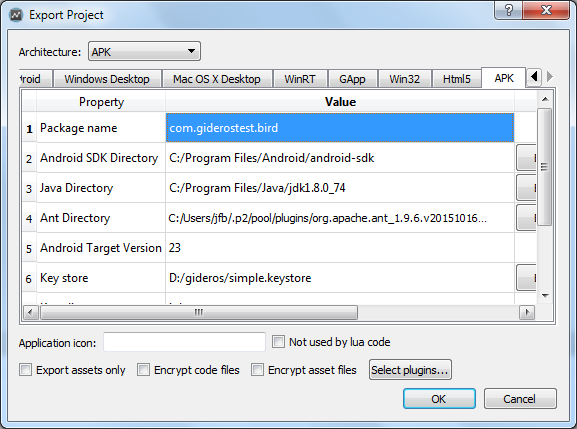 Export Project
Architecture: APK
Windows Desktop Mac OS X Desktop WinRT GApp Win32 Html5 APK
Property Value
1 Package name com.giderostest.bird
2 Android SDK Directory C:/Program Files/Android/android-sdk
3 Java Directory C:/Program Files/Java/jdk1.8.0_74
4 Ant Directory C:/Users/jfb/.p2/pool/plugins/org.apache.ant_1.9.6.v20151016...
5 Android Target Version 23
6 Key store D:/gideros/simple.keystore
Application icon: Not used by lua code
Export assets only Encrypt code files Encrypt asset files Select plugins...
OK Cancel